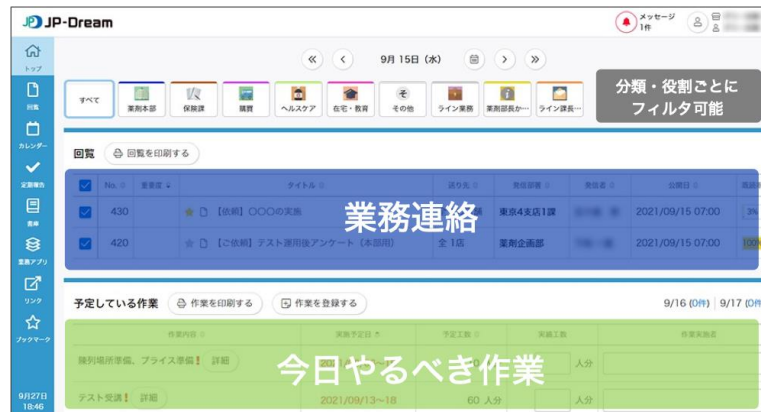 JP-Dream
メッセージ
1件
トップ
回覧
カレンダー
定期報告
書庫
業務アプリ
リンク
ブックマーク
9月27日
18:46
9月 15日 (水)
すべて
薬剤本部
保険課
購買
ヘルスケア
在宅・教育
その他
ライン業務
薬剤部長か…
ライン課長…
分類・役割ごとに
フィルタ可能
回覧 回覧を印刷する
No. 重要度 タイトル 送り先 発信部署 発信者 公開日
430 【依頼】〇〇〇の実施 東京4支店1課 2021/09/15 07:00 3%
420 【ご依頼】テスト運用後アンケート（本部用） 全 1店 薬剤企画部 2021/09/15 07:00 100%
業務連絡
予定している作業 作業を印刷する 作業を登録する 9/16 (0件) 9/17 (0件
作業内容 実施予定日 予定工数 実績工数 作業実施者
陳列場所準備、プライス準備! 詳細 人分
テスト受講! 詳細 2021/09/13~18 60 人分 人分
今日やるべき作業